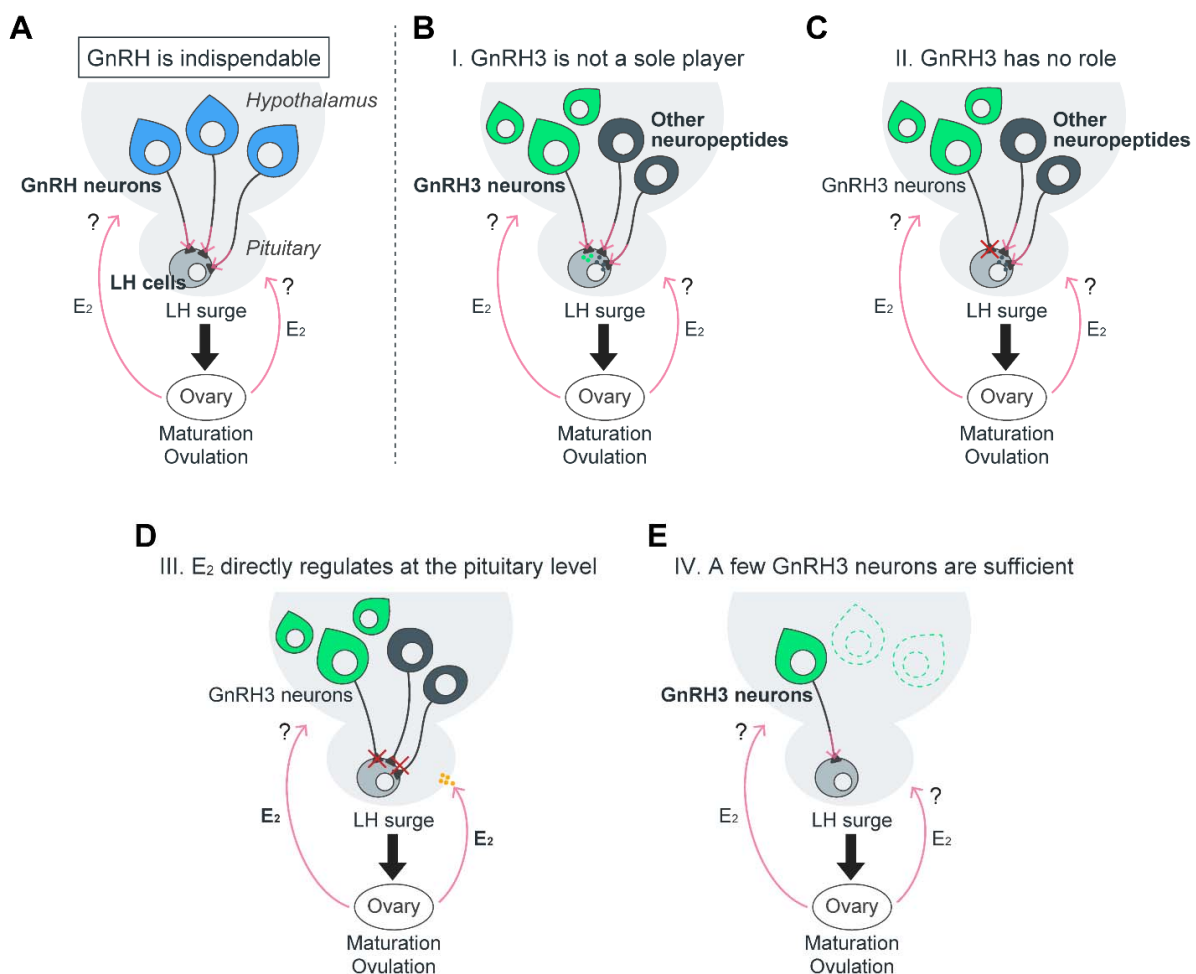 A
GnRH is indispendable
Hypothalamus
GnRH neurons
?
Pituitary
LH cells
?
E₂
LH surge
E₂
Ovary
Maturation
Ovulation
B
I. GnRH3 is not a sole player
Other
neuropeptides
GnRH3 neurons
?
?
E₂
LH surge
E₂
Ovary
Maturation
Ovulation
C
II. GnRH3 has no role
Other
neuropeptides
GnRH3 neurons
?
?
E₂
LH surge
E₂
Ovary
Maturation
Ovulation
D
III. E₂ directly regulates at the pituitary level
GnRH3 neurons
?
E₂
LH surge
E₂
Ovary
Maturation
Ovulation
E
IV. A few GnRH3 neurons are sufficient
GnRH3 neurons
?
?
E₂
LH surge
E₂
Ovary
Maturation
Ovulation